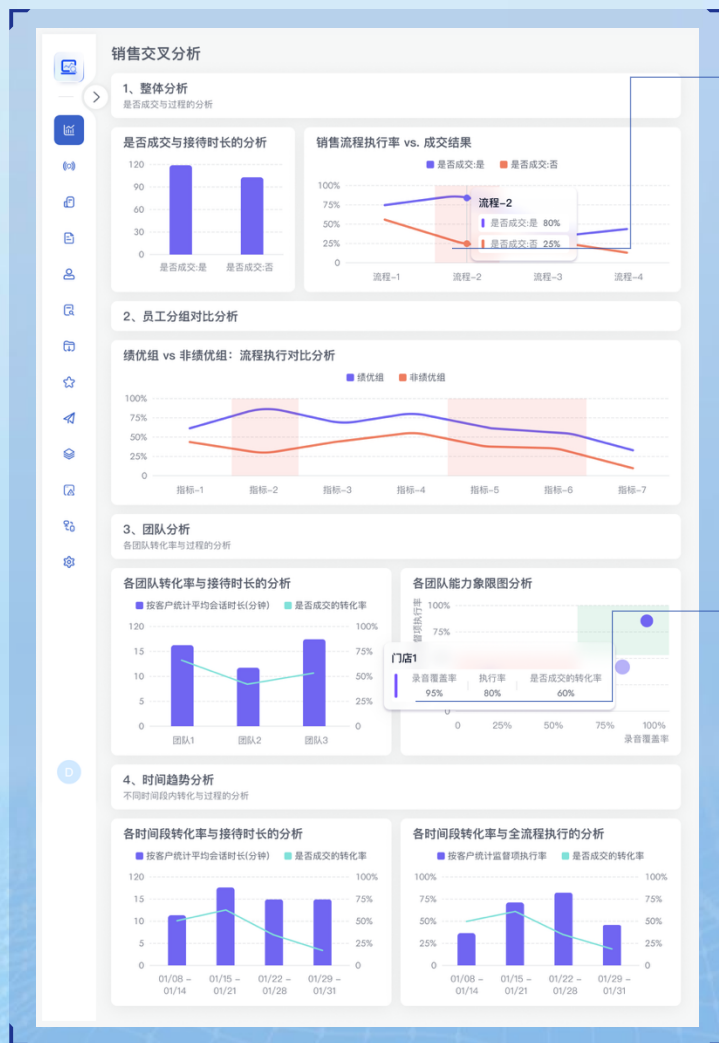 销售交叉分析
1、整体分析
是否成交与过程的分析
是否成交与接待时长的分析
120
90
60
30
0
是否成交:是
是否成交:否
销售流程执行率 vs. 成交结果
是否成交:是
是否成交:否
100%
75%
50%
25%
0
流程-2
是否成交:是 80%
是否成交:否 25%
流程-1
流程-2
流程-3
流程-4
2、员工分组对比分析
绩优组 vs 非绩优组：流程执行对比分析
绩优组
非绩优组
100%
75%
50%
25%
0
指标-1
指标-2
指标-3
指标-4
指标-5
指标-6
指标-7
3、团队分析
各团队转化率与过程的分析
各团队转化率与接待时长的分析
按客户统计平均会话时长(分钟)
是否成交的转化率
120
15
10
5
0
100%
75%
50%
25%
0
团队1
团队2
团队3
各团队能力象限图分析
督项执行率
100%
75%
门店1
录音覆盖率
执行率
是否成交的转化率
95%
80%
60%
0
0
25%
50%
75%
100%
录音覆盖率
D
4、时间趋势分析
不同时间段内转化与过程的分析
各时间段转化率与接待时长的分析
按客户统计平均会话时长(分钟)
是否成交的转化率
120
15
10
5
0
100%
75%
50%
25%
0
01/08 –
01/14
01/15 –
01/21
01/22 –
01/28
01/29 –
01/31
各时间段转化率与全流程执行的分析
按客户统计监督项执行率
是否成交的转化率
100%
75%
50%
25%
0
100%
75%
50%
25%
0
01/08 –
01/14
01/15 –
01/21
01/22 –
01/28
01/29 –
01/31